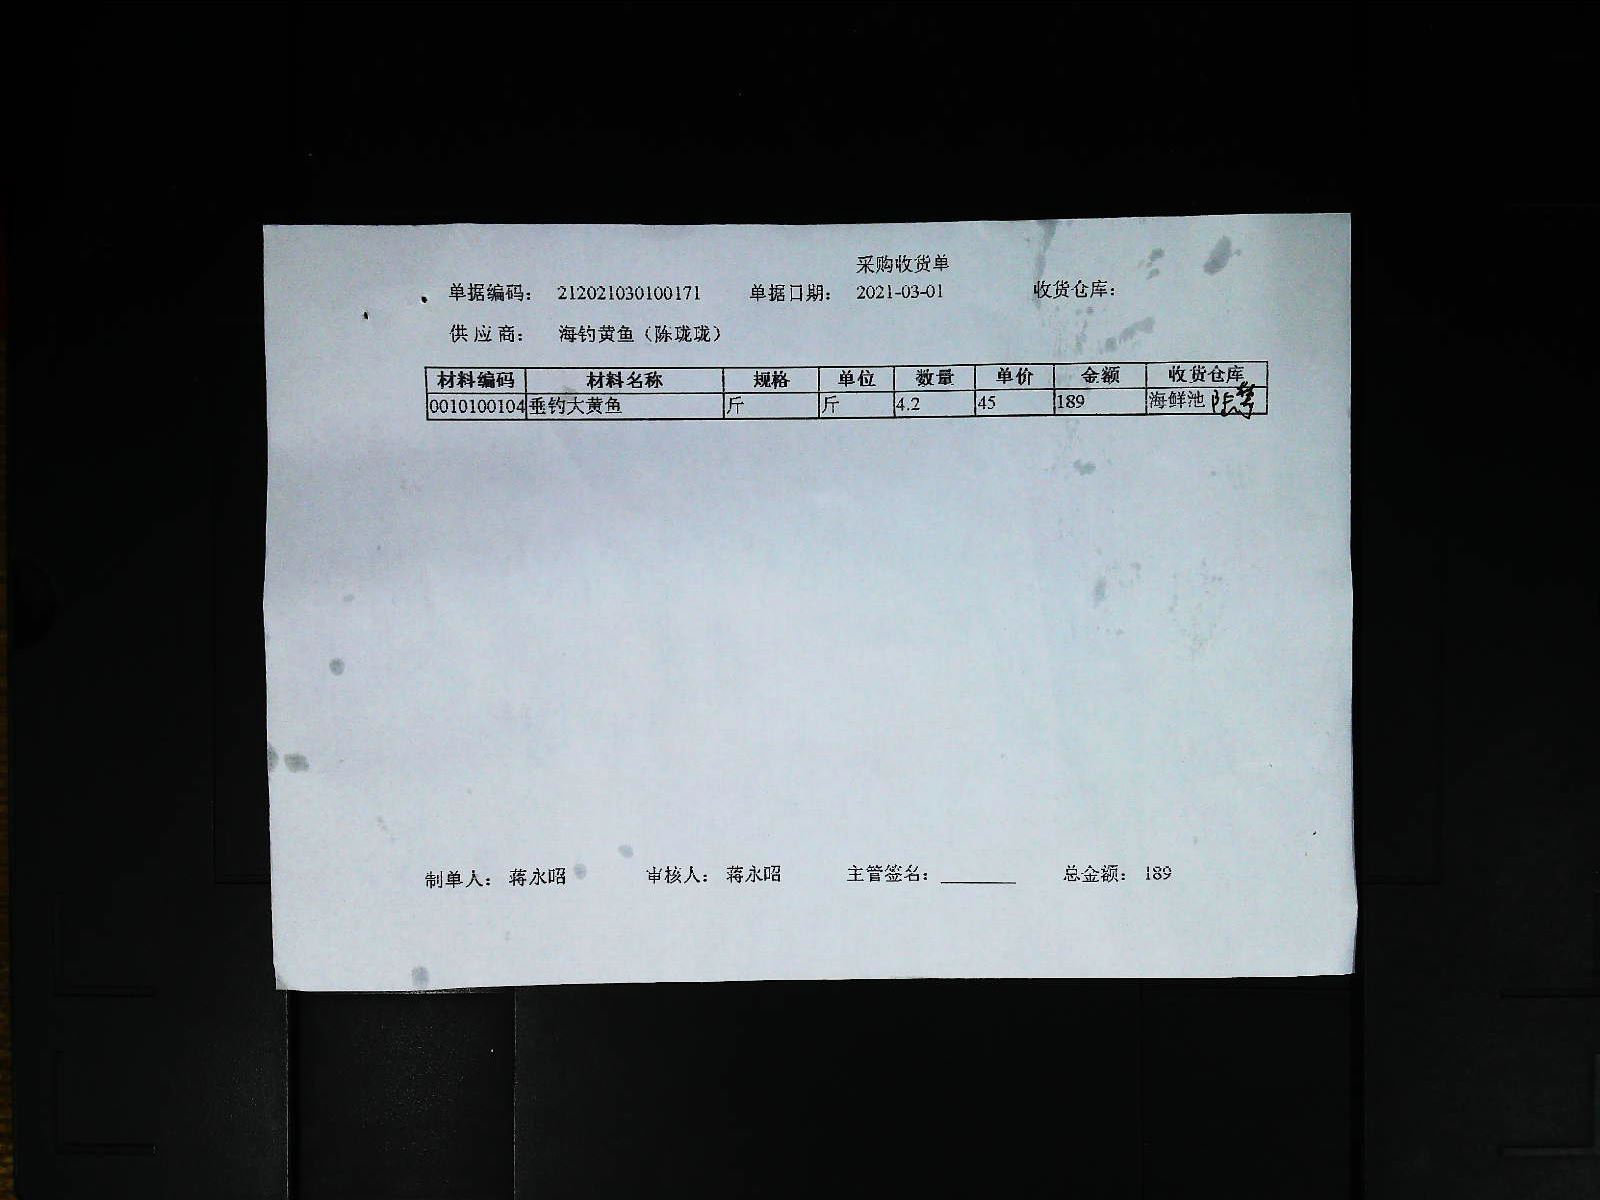 采购收货单
单据编码： 212021030100171 单据日期： 2021-03-01 收货仓库：
供 应 商： 海钓黄鱼（陈珑珑）
材料编码 材料名称 规格 单位 数量 单价 金额 收货仓库
0010100104 垂钓大黄鱼 斤 斤 4.2 45 189 海鲜池
制单人： 蒋永昭 审核人： 蒋永昭 主管签名： 总金额： 189